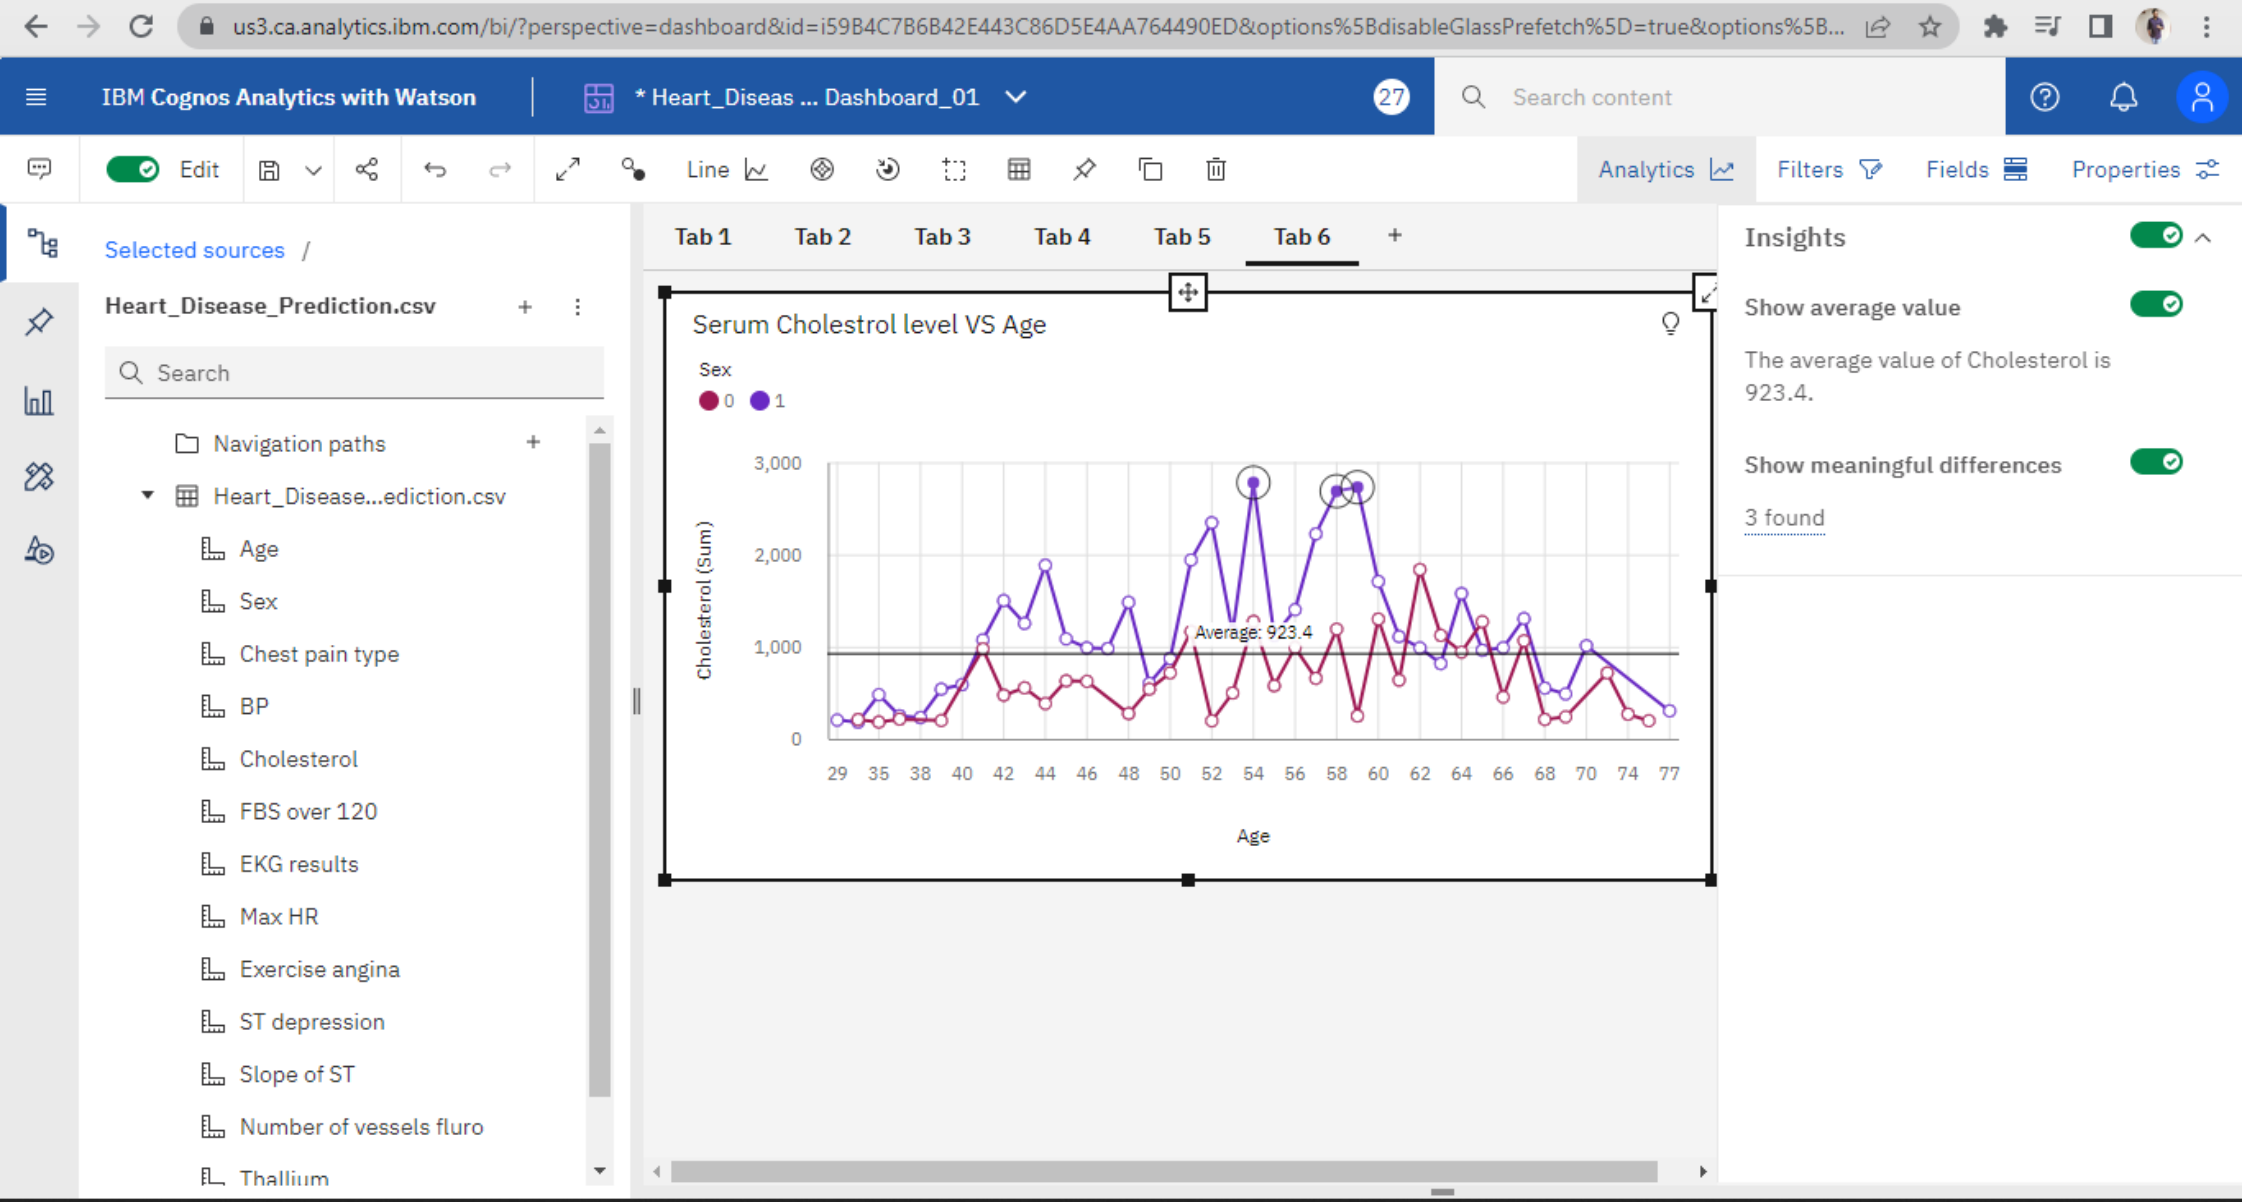 us3.ca.analytics.ibm.com/bi/?perspective=dashboard&id=i59B4C7B6B42E443C86D5E4AA764490ED&options%5BdisableGlassPrefetch%5D=true&options%5B...
IBM Cognos Analytics with Watson
* Heart_Diseas ... Dashboard_01
27
Search content
Edit
Line
Analytics
Filters
Fields
Properties
Selected sources /
Heart_Disease_Prediction.csv
Search
Navigation paths
Heart_Disease...ediction.csv
Age
Sex
Chest pain type
BP
Cholesterol
FBS over 120
EKG results
Max HR
Exercise angina
ST depression
Slope of ST
Number of vessels fluro
Thallium
Tab 1 Tab 2 Tab 3 Tab 4 Tab 5 Tab 6 +
Serum Cholestrol level VS Age
Sex
0 1
Cholesterol (Sum)
3,000
2,000
1,000
0
Average: 923.4
29 35 38 40 42 44 46 48 50 52 54 56 58 60 62 64 66 68 70 74 77
Age
Insights
Show average value
The average value of Cholesterol is
923.4.
Show meaningful differences
3 found